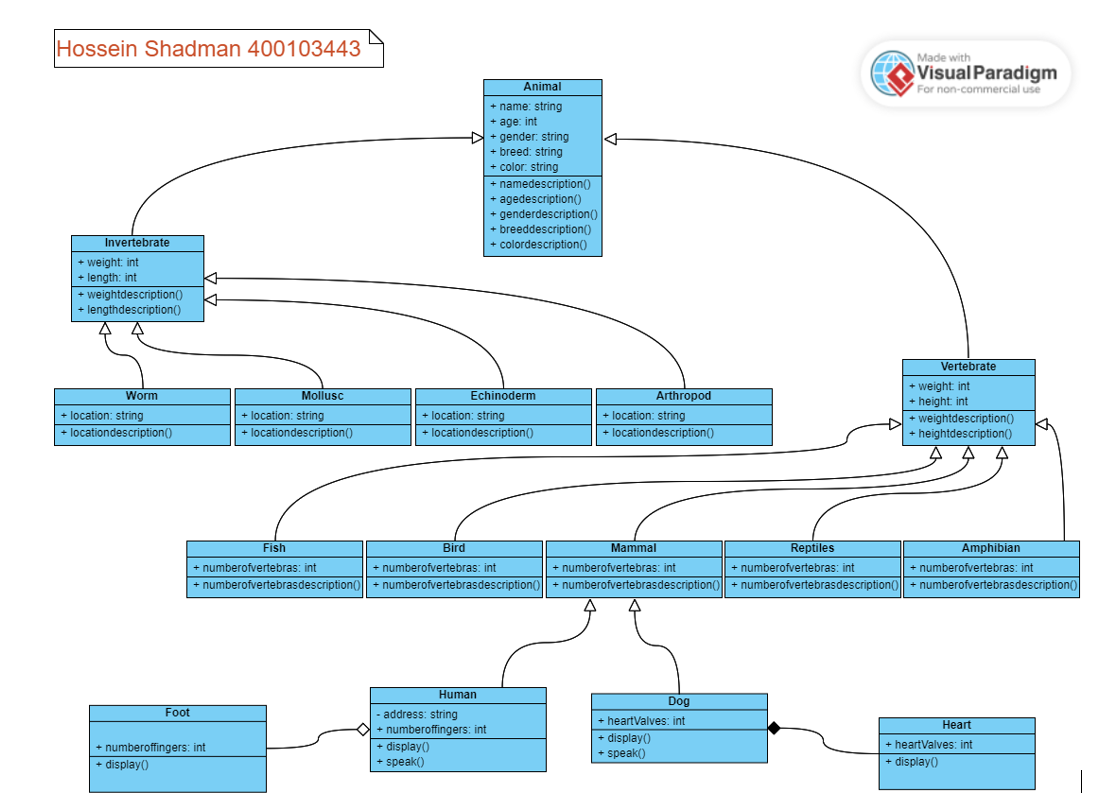 Hossein Shadman 400103443
Made with
Visual Paradigm
For non-commercial use
Animal
+ name: string
+ age: int
+ gender: string
+ breed: string
+ color: string
+ namedescription()
+ agedescription()
+ genderdescription()
+ breeddescription()
+ colordescription()
Invertebrate
+ weight: int
+ length: int
+ weightdescription()
+ lengthdescription()
Vertebrate
+ weight: int
+ height: int
+ weightdescription()
+ heightdescription()
Worm
+ location: string
+ locationdescription()
Mollusc
+ location: string
+ locationdescription()
Echinoderm
+ location: string
+ locationdescription()
Arthropod
+ location: string
+ locationdescription()
Fish
+ numberofvertebras: int
+ numberofvertebrasdescription()
Bird
+ numberofvertebras: int
+ numberofvertebrasdescription()
Mammal
+ numberofvertebras: int
+ numberofvertebrasdescription()
Reptiles
+ numberofvertebras: int
+ numberofvertebrasdescription()
Amphibian
+ numberofvertebras: int
+ numberofvertebrasdescription()
Foot
+ numberoffingers: int
+ display()
Human
- address: string
+ numberoffingers: int
+ display()
+ speak()
Dog
+ heartValves: int
+ display()
+ speak()
Heart
+ heartValves: int
+ display()